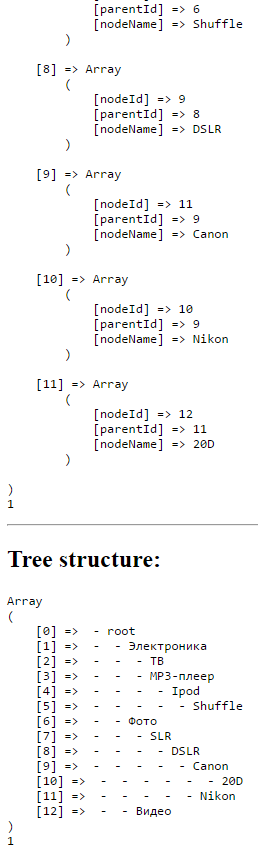 [parentId] => 6
[nodeName] => Shuffle
)
[8] => Array
(
[nodeId] => 9
[parentId] => 8
[nodeName] => DSLR
)
[9] => Array
(
[nodeId] => 11
[parentId] => 9
[nodeName] => Canon
)
[10] => Array
(
[nodeId] => 10
[parentId] => 9
[nodeName] => Nikon
)
[11] => Array
(
[nodeId] => 12
[parentId] => 11
[nodeName] => 20D
)
)
1
Tree structure:
Array
(
[0] => - root
[1] => - - Электроника
[2] => - - - ТВ
[3] => - - - MP3-плеер
[4] => - - - - Ipod
[5] => - - - - - Shuffle
[6] => - - Фото
[7] => - - - SLR
[8] => - - - - DSLR
[9] => - - - - - Canon
[10] => - - - - - - 20D
[11] => - - - - - Nikon
[12] => - - Видео
)
1